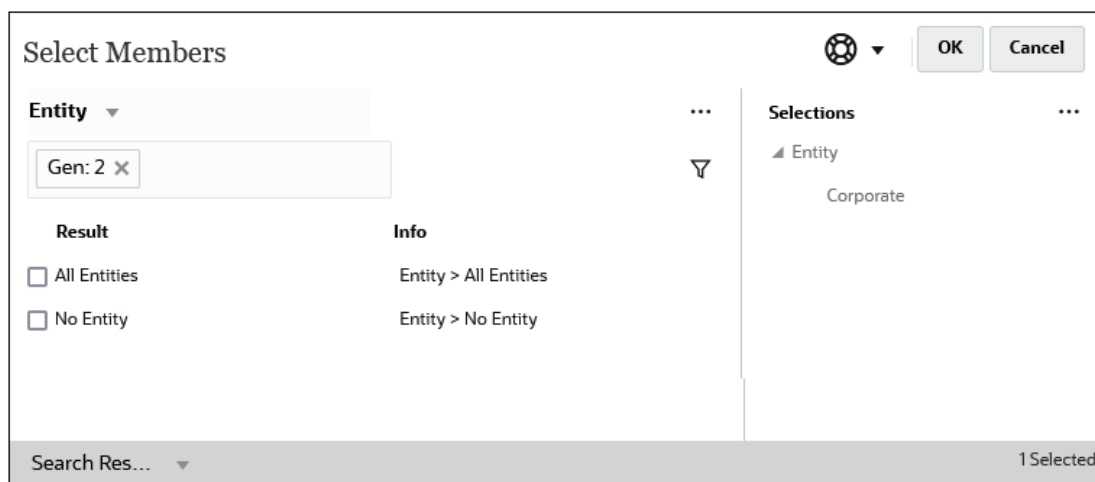 Select Members
OK
Cancel
Entity
Selections
Gen: 2
Entity
Corporate
Result Info
All Entities Entity > All Entities
No Entity Entity > No Entity
Search Res...
1 Selected